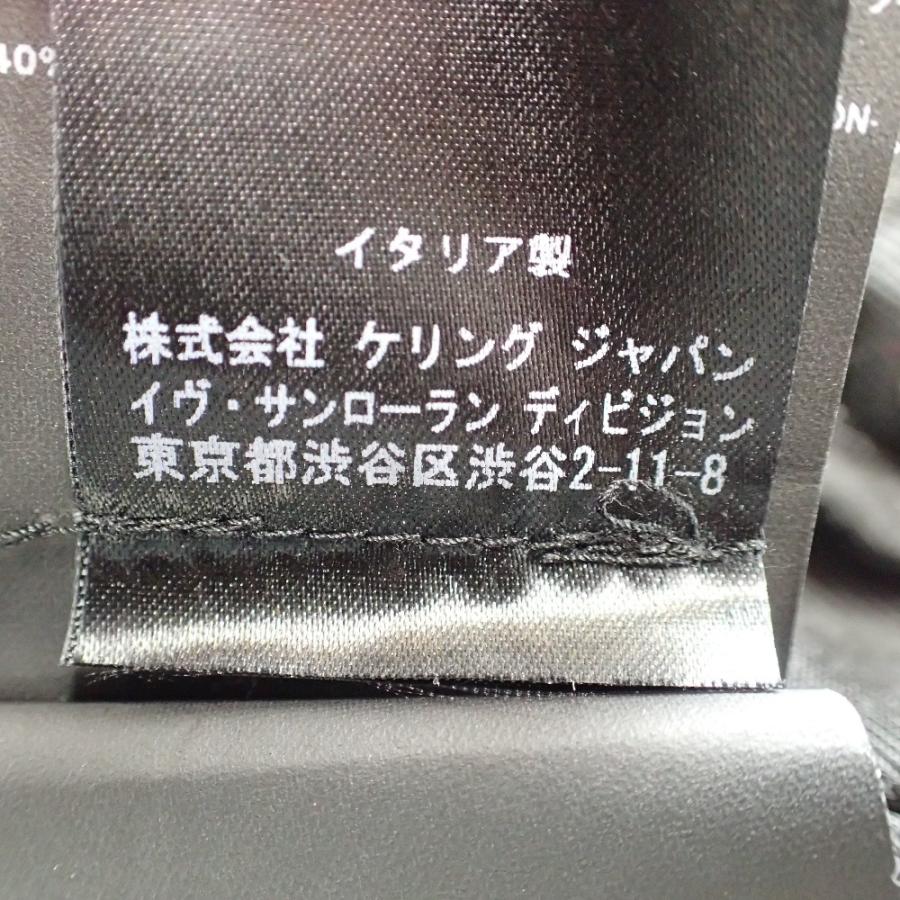 40%
イタリア製
株式会社 ケリング ジャパン
イヴ・サンローラン ディビジョン
東京都渋谷区渋谷2-11-8